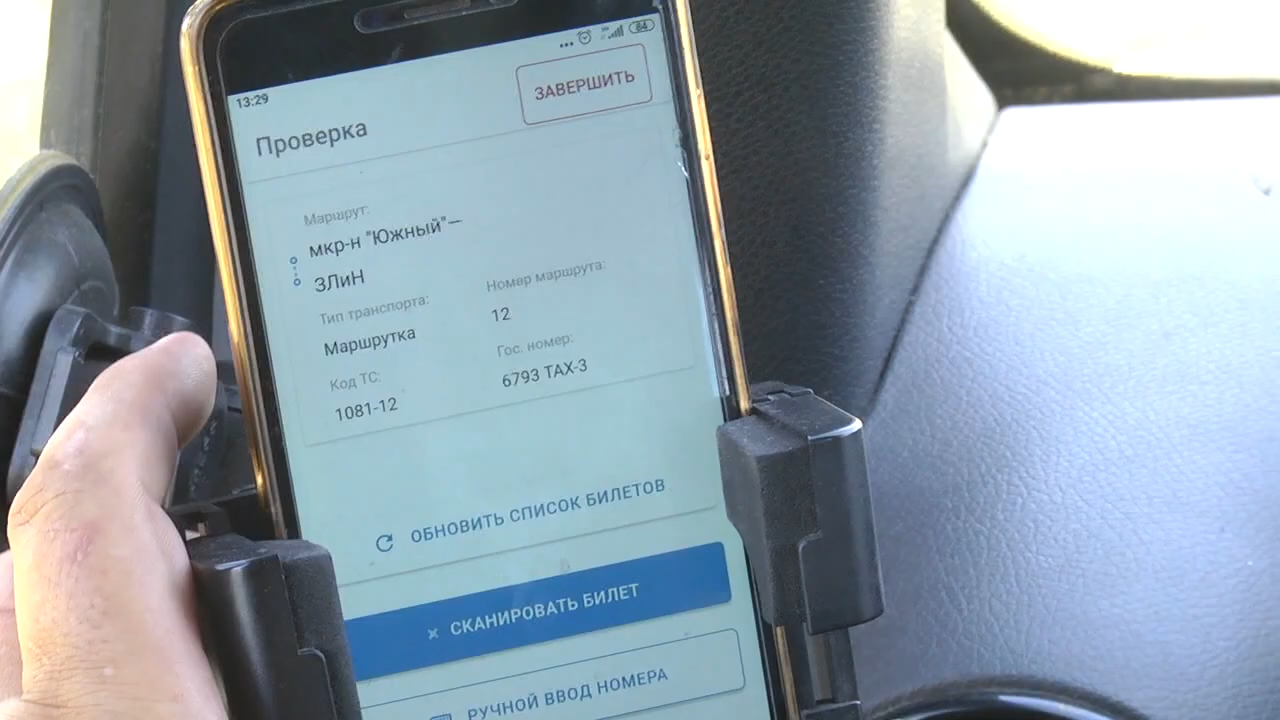 84
13:29
ЗАВЕРШИТЬ
Проверка
Маршрут:
мкр-н "Южный"—
ЗЛиН
Тип транспорта:
Номер маршрута:
Маршрутка
12
Код ТС:
Гос. номер:
1081-12
6793 ТАХ-3
ОБНОВИТЬ СПИСОК БИЛЕТОВ
СКАНИРОВАТЬ БИЛЕТ
РУЧНОЙ ВВОД НОМЕРА